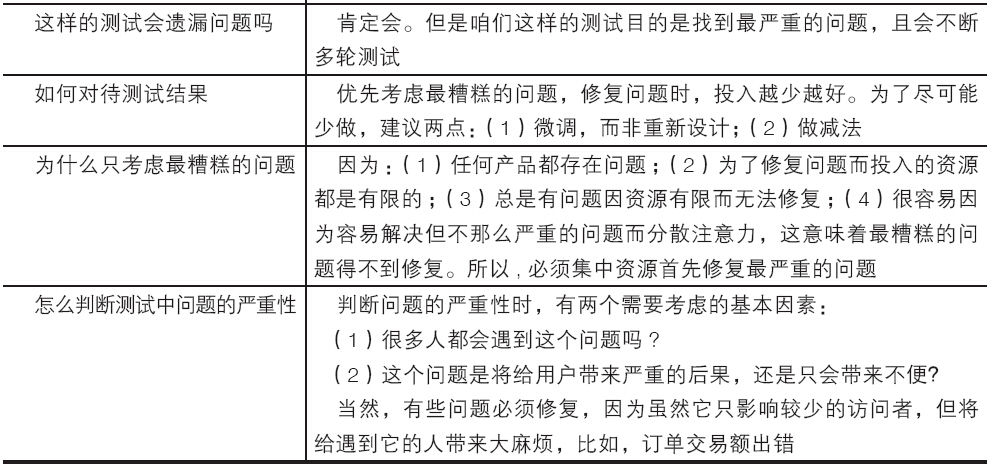 这样的测试会遗漏问题吗
肯定会。但是咱们这样的测试目的是找到最严重的问题，且会不断
多轮测试
如何对待测试结果
优先考虑最糟糕的问题，修复问题时，投入越少越好。为了尽可能
少做，建议两点：（1）微调，而非重新设计；（2）做减法
为什么只考虑最糟糕的问题
因为：（1）任何产品都存在问题；（2）为了修复问题而投入的资源
都是有限的；（3）总是有问题因资源有限而无法修复；（4）很容易因
为容易解决但不那么严重的问题而分散注意力，这意味着最糟糕的问
题得不到修复。所以，必须集中资源首先修复最严重的问题
怎么判断测试中问题的严重性
判断问题的严重性时，有两个需要考虑的基本因素：
（1）很多人都会遇到这个问题吗？
（2）这个问题是将给用户带来严重的后果，还是只会带来不便？
当然，有些问题必须修复，因为虽然它只影响较少的访问者，但将
给遇到它的人带来大麻烦，比如，订单交易额出错